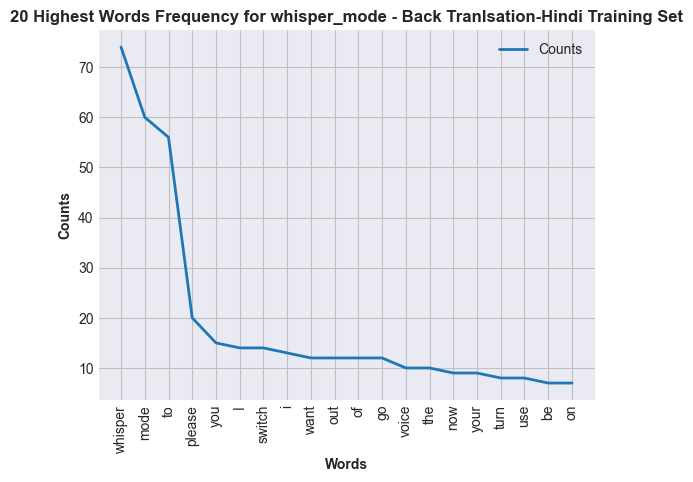 20 Highest Words Frequency for whisper_mode - Back Tranlsation-Hindi Training Set
Counts
70
60
50
40
30
20
10
Counts
whisper
mode
to
please
you
I
switch
i
want
out
of
go
voice
the
now
your
turn
use
be
on
Words